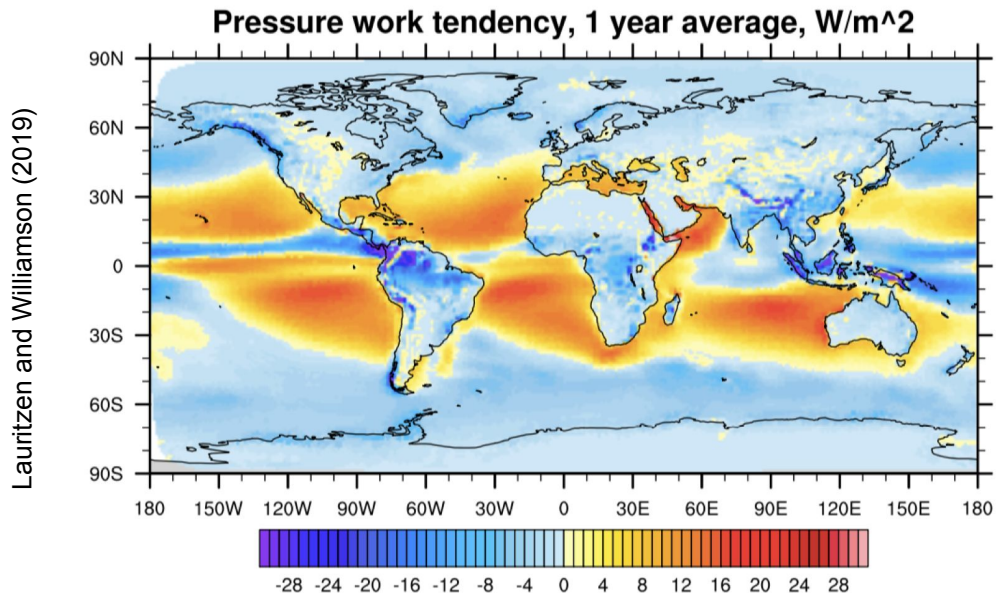 Pressure work tendency, 1 year average, W/m^2
Lauritzen and Williamson (2019)
90N
60N
30N
0
30S
60S
90S
180 150W 120W 90W 60W 30W 0 30E 60E 90E 120E 150E 180
-28 -24 -20 -16 -12 -8 -4 0 4 8 12 16 20 24 28